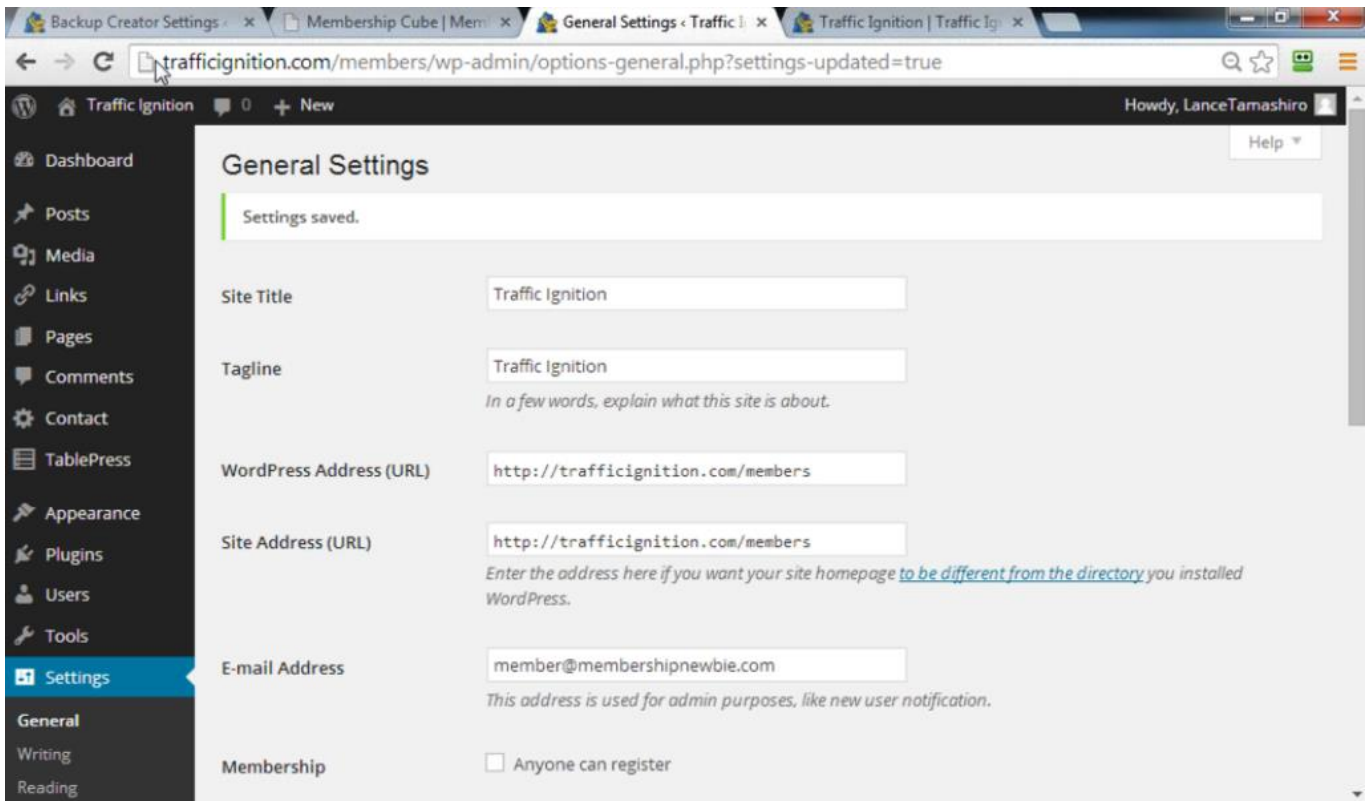 Backup Creator Settings ‹
Membership Cube | Mem
General Settings ‹ Traffic I
Traffic Ignition | Traffic Ig
trafficignition.com/members/wp-admin/options-general.php?settings-updated=true
Traffic Ignition 0 + New
Howdy, LanceTamashiro
Help
Dashboard
Posts
Media
Links
Pages
Comments
Contact
TablePress
Appearance
Plugins
Users
Tools
Settings
General
Writing
Reading
General Settings
Settings saved.
Site Title
Traffic Ignition
Tagline
Traffic Ignition
In a few words, explain what this site is about.
WordPress Address (URL)
http://trafficignition.com/members
Site Address (URL)
http://trafficignition.com/members
Enter the address here if you want your site homepage to be different from the directory you installed
WordPress.
E-mail Address
member@membershipnewbie.com
This address is used for admin purposes, like new user notification.
Membership
Anyone can register